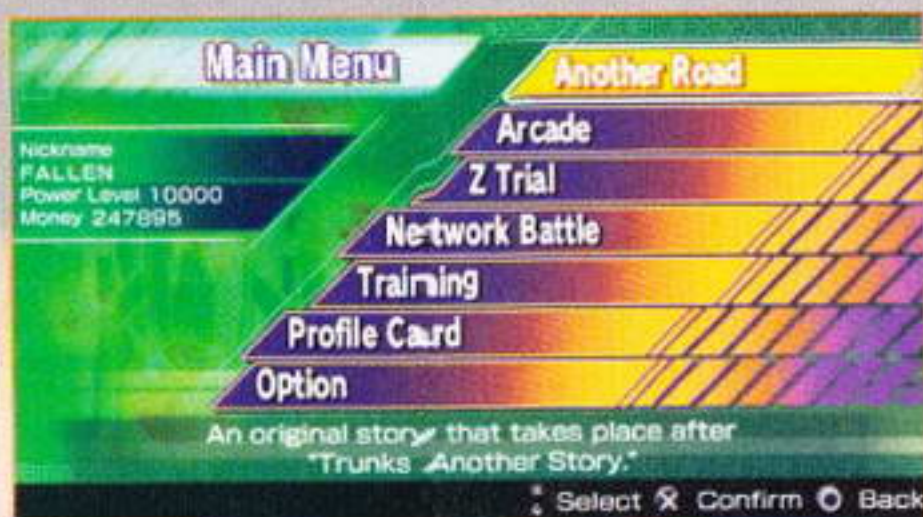 Main Menu
Another Road
Arcade
Nickname
FALLEN
Power Level 10000
Money 247895
Z Trial
Network Battle
Training
Profile Card
Option
An original story that takes place after
"Trunks Another Story."
Select Confirm Back